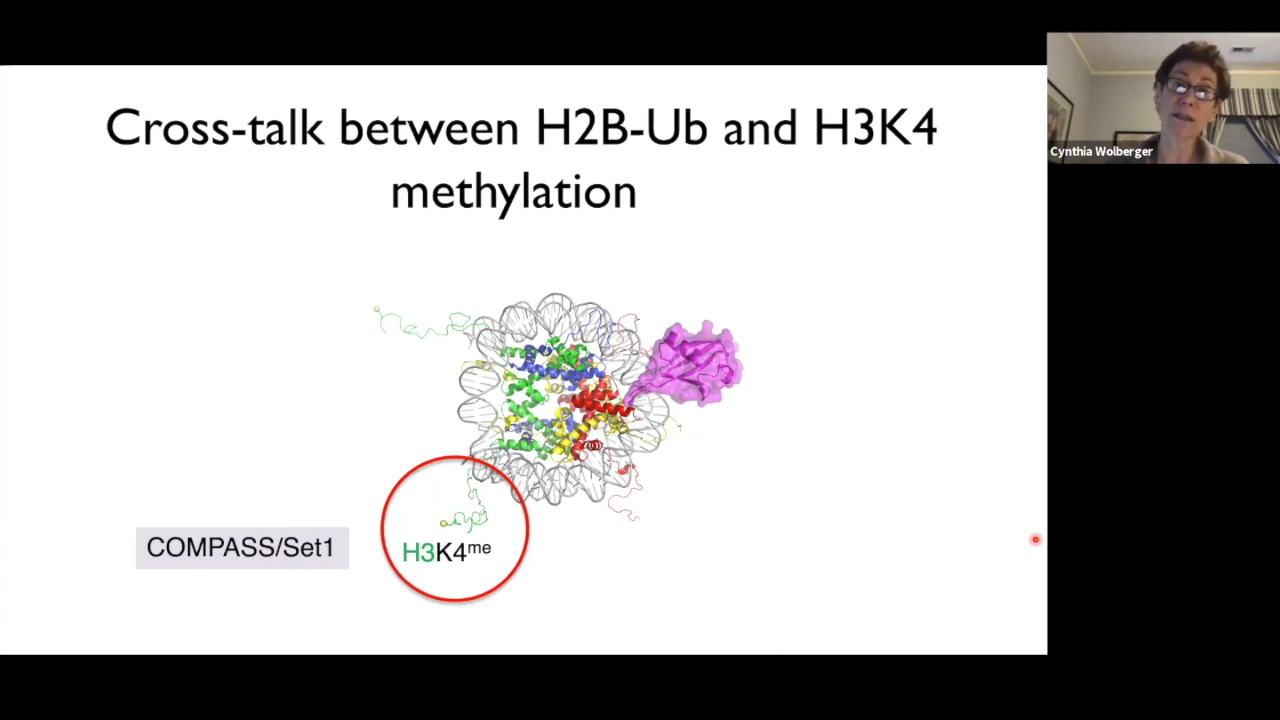 Cross-talk between H2B-Ub and H3K4
methylation
Cynthia Wolberger
COMPASS/Set1
H3K4me